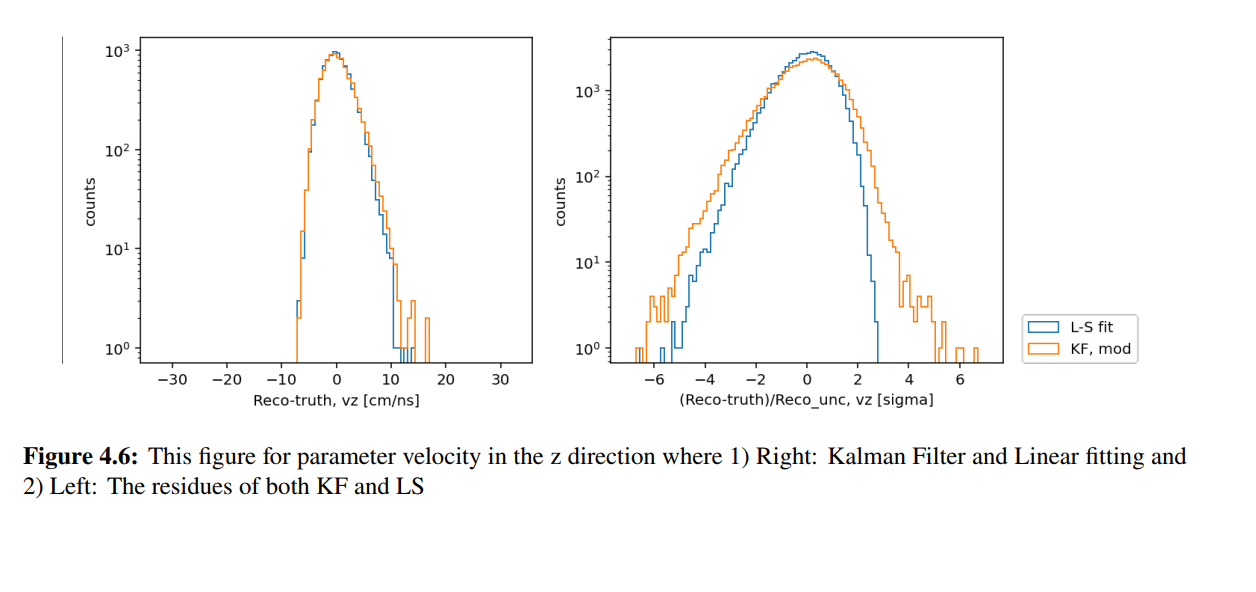 10³
10²
10¹
10⁰
counts
−30 −20 −10 0 10 20 30
Reco-truth, vz [cm/ns]
10³
10²
10¹
10⁰
counts
−6 −4 −2 0 2 4 6
(Reco-truth)/Reco_unc, vz [sigma]
L-S fit
KF, mod
Figure 4.6: This figure for parameter velocity in the z direction where 1) Right: Kalman Filter and Linear fitting and
2) Left: The residues of both KF and LS